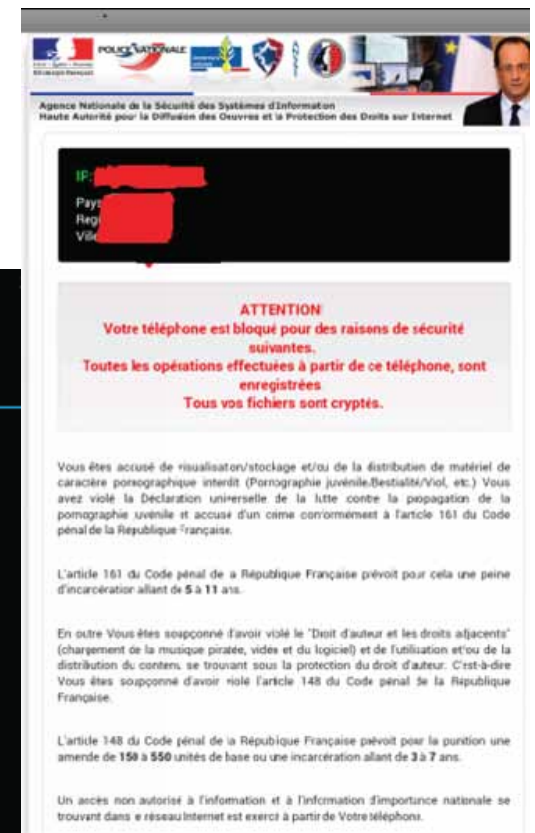 RÉPUBLIQUE FRANÇAISE
POLICE NATIONALE
Agence Nationale de la Sécurité des Systèmes d'Information
Haute Autorité pour la Diffusion des Oeuvres et la Protection des Droits sur Internet
IP:
Pays
Regi
Ville
ATTENTION
Votre téléphone est bloqué pour des raisons de sécurité
suivantes.
Toutes les opérations effectuées à partir de ce téléphone, sont
enregistrées
Tous vos fichiers sont cryptés.
Vous êtes accusé de visualisation/stockage et/ou de la distribution de matériel de
caractère pornographique interdit (Pornographie juvénile/Bestialité/Viol, etc.) Vous
avez violé la Déclaration universelle de la lutte contre la propagation de la
pornographie juvénile et accusé d'un crime conformément à l'article 161 du Code
pénal de la République Française.
L'article 161 du Code pénal de la République Française prévoit pour cela une peine
d'incarcération allant de 5 à 11 ans.
En outre Vous êtes soupçonné d'avoir violé le "Droit d'auteur et les droits adjacents"
(chargement de la musique piratée, vidéo et du logiciel) et de l'utilisation et/ou de la
distribution du contenu se trouvant sous la protection du droit d'auteur. C'est-à-dire
Vous êtes soupçonné d'avoir violé l'article 148 du Code pénal de la République
Française.
L'article 148 du Code pénal de la République Française prévoit pour la punition une
amende de 150 à 550 unités de base ou une incarcération allant de 3 à 7 ans.
Un accès non autorisé à l'information et à l'information d'importance nationale se
trouvant dans le réseau Internet est exercé à partir de Votre téléphone.